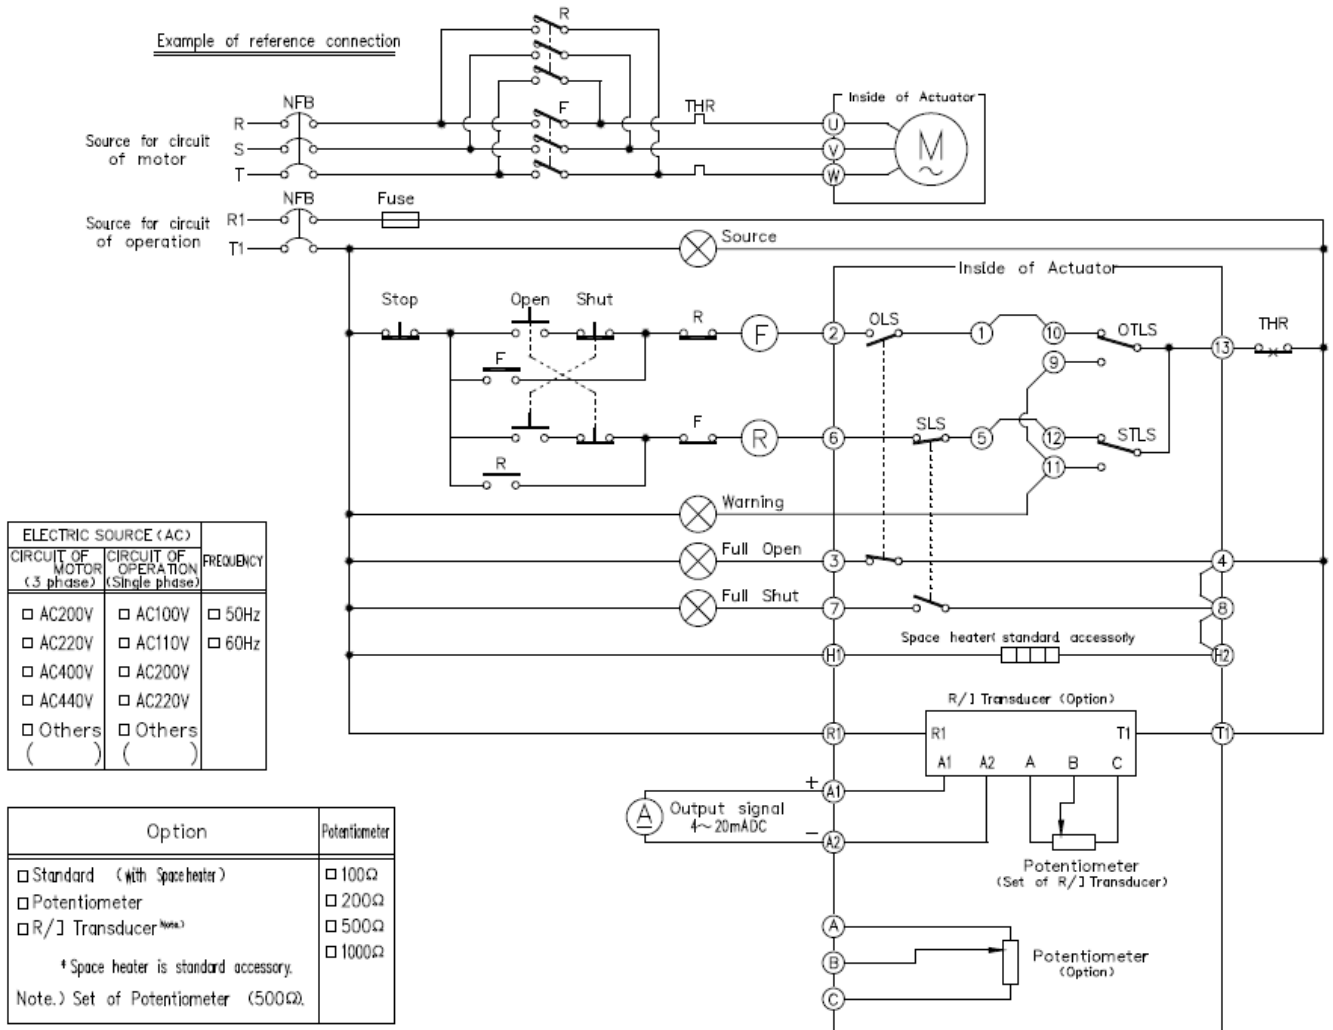 Example of reference connection
R
NFB
F
THR
Inside of Actuator
R
S
T
Source for circuit
of motor
U
V
W
M
NFB
Fuse
Source for circuit
of operation
R1
T1
Source
Inside of Actuator
Stop
Open
Shut
R
F
2
OLS
1
10
OTLS
13
THR
F
9
F
R
6
SLS
5
12
STLS
R
11
Warning
Full Open
3
4
Full Shut
7
8
Space heater( standard accessory
H1
H2
R/I Transducer (Option)
R1
R1
T1
T1
A1
A2
A
B
C
+
A1
A
Output signal
4~20mADC
−
A2
Potentiometer
(Set of R/I Transducer)
A
B
C
Potentiometer
(Option)
ELECTRIC SOURCE (AC)
CIRCUIT OF
MOTOR
(3 phase)
CIRCUIT OF
OPERATION
(Single phase)
FREQUENCY
□ AC200V □ AC100V □ 50Hz
□ AC220V □ AC110V □ 60Hz
□ AC400V □ AC200V
□ AC440V □ AC220V
□ Others □ Others
( ) ( )
Option Potentiometer
□ Standard (With Space heater) □ 100Ω
□ Potentiometer □ 200Ω
□ R/I Transducer Note.) □ 500Ω
□ 1000Ω
* Space heater is standard accessory.
Note.) Set of Potentiometer (500Ω).